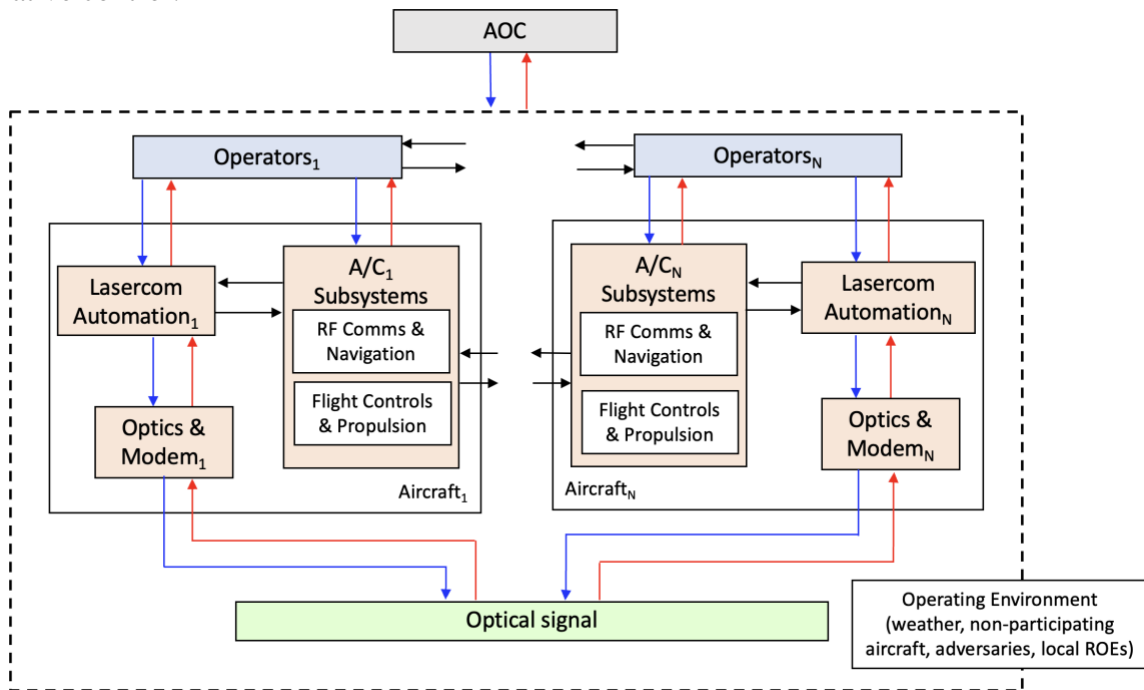 AOC
Operators₁
Operatorsₙ
Lasercom
Automation₁
A/C₁
Subsystems
RF Comms &
Navigation
Flight Controls
& Propulsion
Optics &
Modem₁
Aircraft₁
A/Cₙ
Subsystems
RF Comms &
Navigation
Flight Controls
& Propulsion
Lasercom
Automationₙ
Optics &
Modemₙ
Aircraftₙ
Optical signal
Operating Environment
(weather, non-participating
aircraft, adversaries, local ROEs)